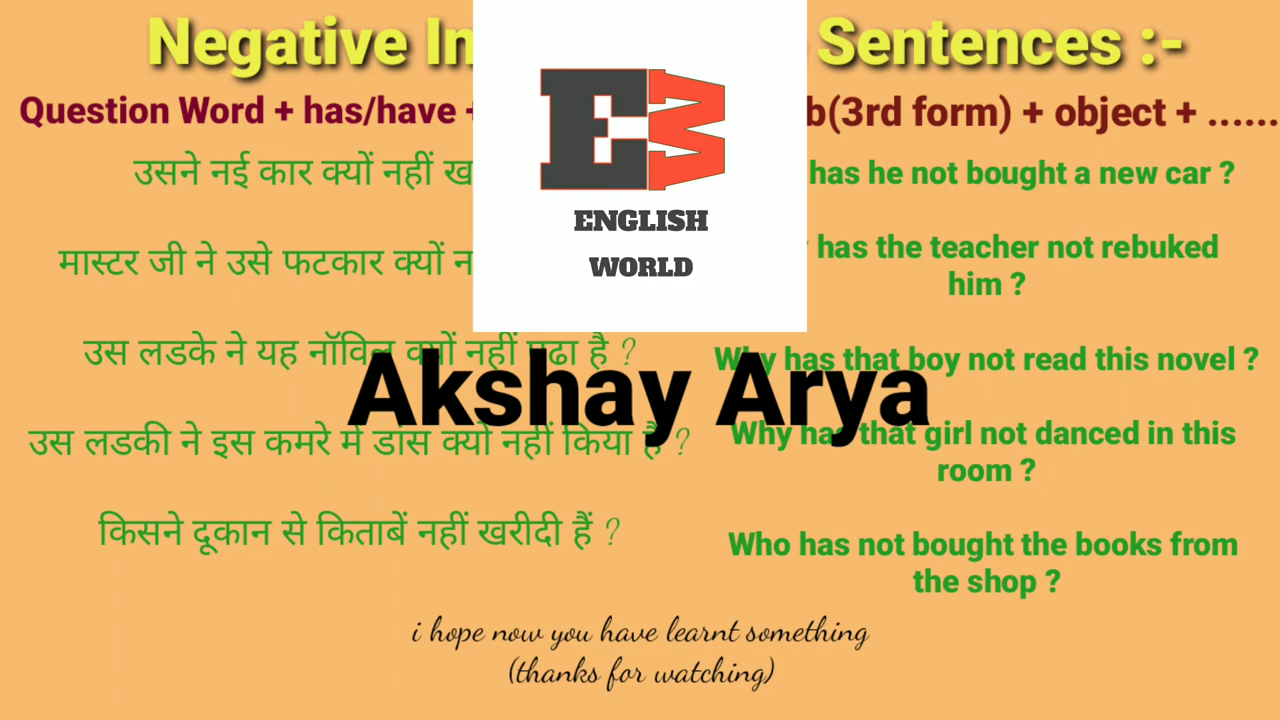 Negative In Sentences :-
Question Word + has/have + b(3rd form) + object + ......
उसने नई कार क्यों नहीं ख
has he not bought a new car ?
मास्टर जी ने उसे फटकार क्यों न
has the teacher not rebuked
him ?
उस लडके ने यह नॉविल क्यों नहीं पढा है ?
Why has that boy not read this novel ?
उस लडकी ने इस कमरे में डांस क्यों नहीं किया है ?
Why has that girl not danced in this
room ?
किसने दूकान से किताबें नहीं खरीदी हैं ?
Who has not bought the books from
the shop ?
EW
ENGLISH
WORLD
Akshay Arya
i hope now you have learnt something
(thanks for watching)